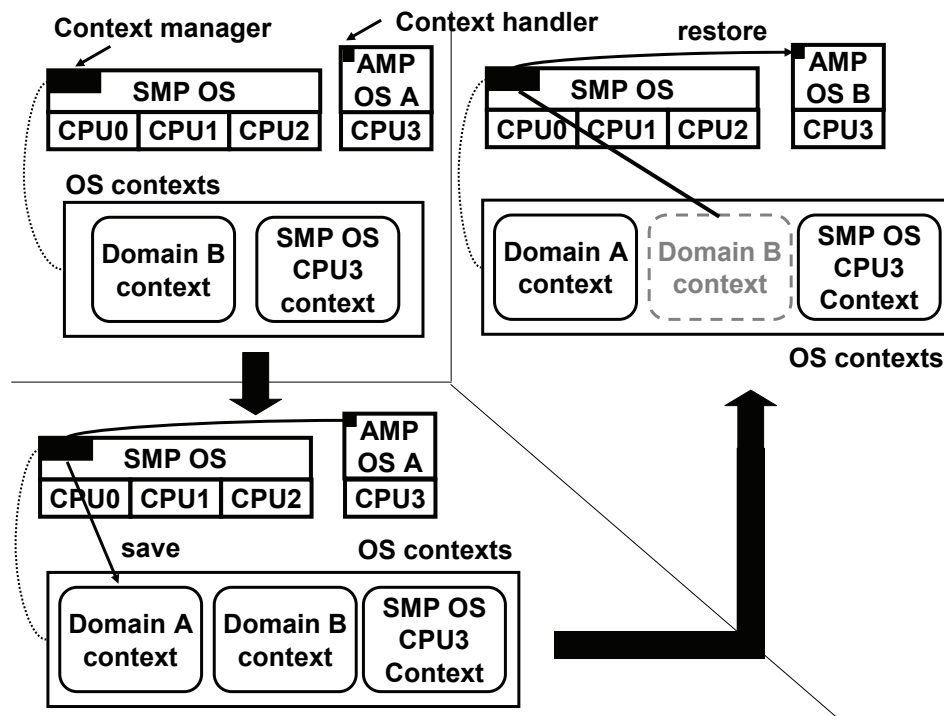 Context manager
Context handler
SMP OS
CPU0 CPU1 CPU2
AMP
OS A
CPU3
OS contexts
Domain B
context
SMP OS
CPU3
context
restore
SMP OS
CPU0 CPU1 CPU2
AMP
OS B
CPU3
Domain A
context
Domain B
context
SMP OS
CPU3
Context
OS contexts
SMP OS
CPU0 CPU1 CPU2
AMP
OS A
CPU3
save
OS contexts
Domain A
context
Domain B
context
SMP OS
CPU3
Context